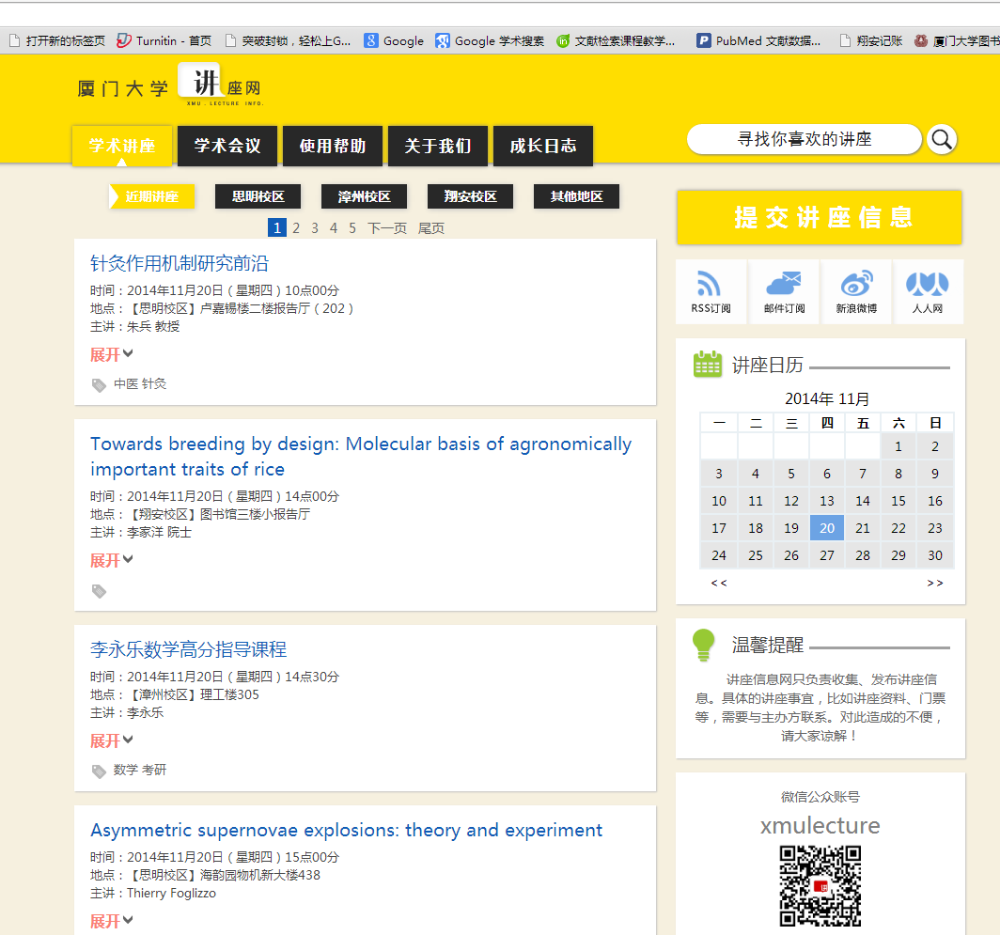 打开新的标签页 Turnitin - 首页 突破封锁，轻松上G... Google Google 学术搜索 文献检索课程教学... PubMed 文献数据... 翔安记账 厦门大学图书
厦门大学 讲座网
XMU . LECTURE INFO.
学术讲座 学术会议 使用帮助 关于我们 成长日志 寻找你喜欢的讲座
近期讲座 思明校区 漳州校区 翔安校区 其他地区
1 2 3 4 5 下一页 尾页
针灸作用机制研究前沿
时间：2014年11月20日（星期四）10点00分
地点：【思明校区】卢嘉锡楼二楼报告厅（202）
主讲：朱兵 教授
展开
中医 针灸
Towards breeding by design: Molecular basis of agronomically
important traits of rice
时间：2014年11月20日（星期四）14点00分
地点：【翔安校区】图书馆三楼小报告厅
主讲：李家洋 院士
展开
李永乐数学高分指导课程
时间：2014年11月20日（星期四）14点30分
地点：【漳州校区】理工楼305
主讲：李永乐
展开
数学 考研
Asymmetric supernovae explosions: theory and experiment
时间：2014年11月20日（星期四）15点00分
地点：【思明校区】海韵园物机新大楼438
主讲：Thierry Foglizzo
展开
提交讲座信息
RSS订阅 邮件订阅 新浪微博 人人网
讲座日历
2014年 11月
一 二 三 四 五 六 日
1 2
3 4 5 6 7 8 9
10 11 12 13 14 15 16
17 18 19 20 21 22 23
24 25 26 27 28 29 30
<< >>
温馨提醒
讲座信息网只负责收集、发布讲座信
息。具体的讲座事宜，比如讲座资料、门票
等，需要与主办方联系。对此造成的不便，
请大家谅解！
微信公众账号
xmulecture